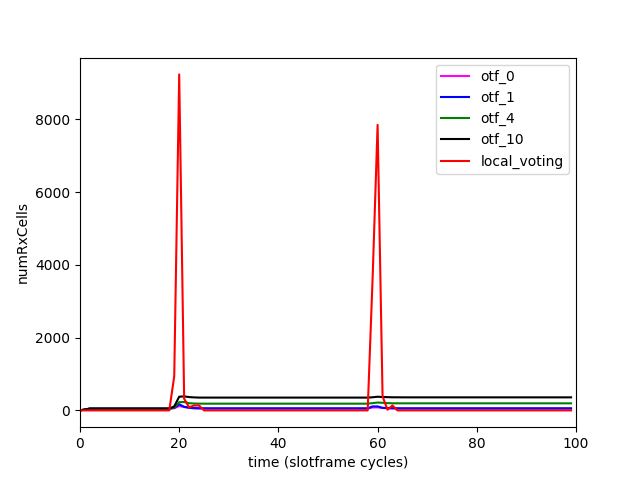 8000
6000
4000
2000
0
numRxCells
0 20 40 60 80 100
time (slotframe cycles)
otf_0
otf_1
otf_4
otf_10
local_voting